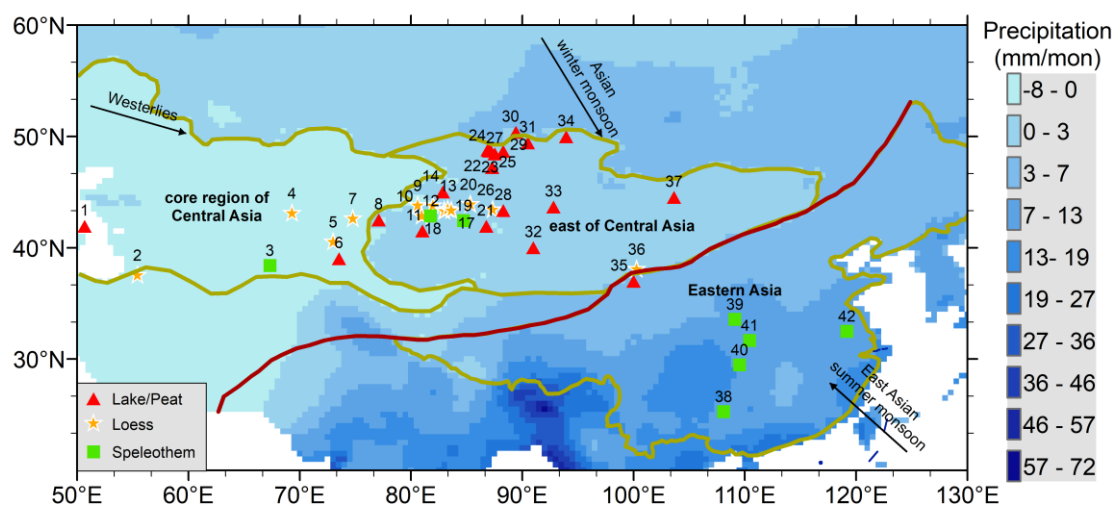 60°N
50°N
40°N
30°N
50°E
60°E
70°E
80°E
90°E
100°E
110°E
120°E
130°E
Westerlies
Asian
winter monsoon
core region of
Central Asia
east of Central Asia
Eastern Asia
East Asian
summer monsoon
1
2
3
4
5
6
7
8
9
10
11
12
13
14
17
18
19
20
21
22
23
24
25
26
27
28
29
30
31
32
33
34
35
36
37
38
39
40
41
42
Lake/Peat
Loess
Speleothem
Precipitation
(mm/mon)
-8 - 0
0 - 3
3 - 7
7 - 13
13- 19
19 - 27
27 - 36
36 - 46
46 - 57
57 - 72